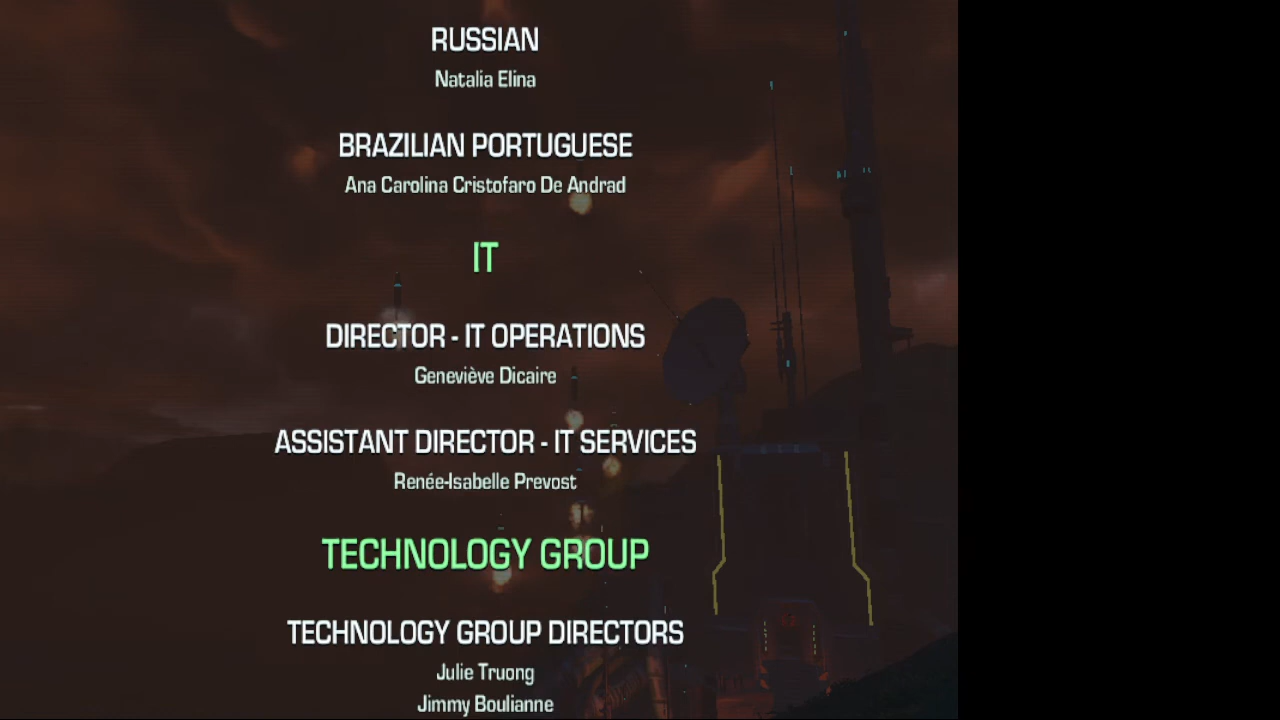 RUSSIAN
Natalia Elina
BRAZILIAN PORTUGUESE
Ana Carolina Cristofaro De Andrad
IT
DIRECTOR - IT OPERATIONS
Geneviève Dicaire
ASSISTANT DIRECTOR - IT SERVICES
Renée-Isabelle Prevost
TECHNOLOGY GROUP
TECHNOLOGY GROUP DIRECTORS
Julie Truong
Jimmy Boulianne